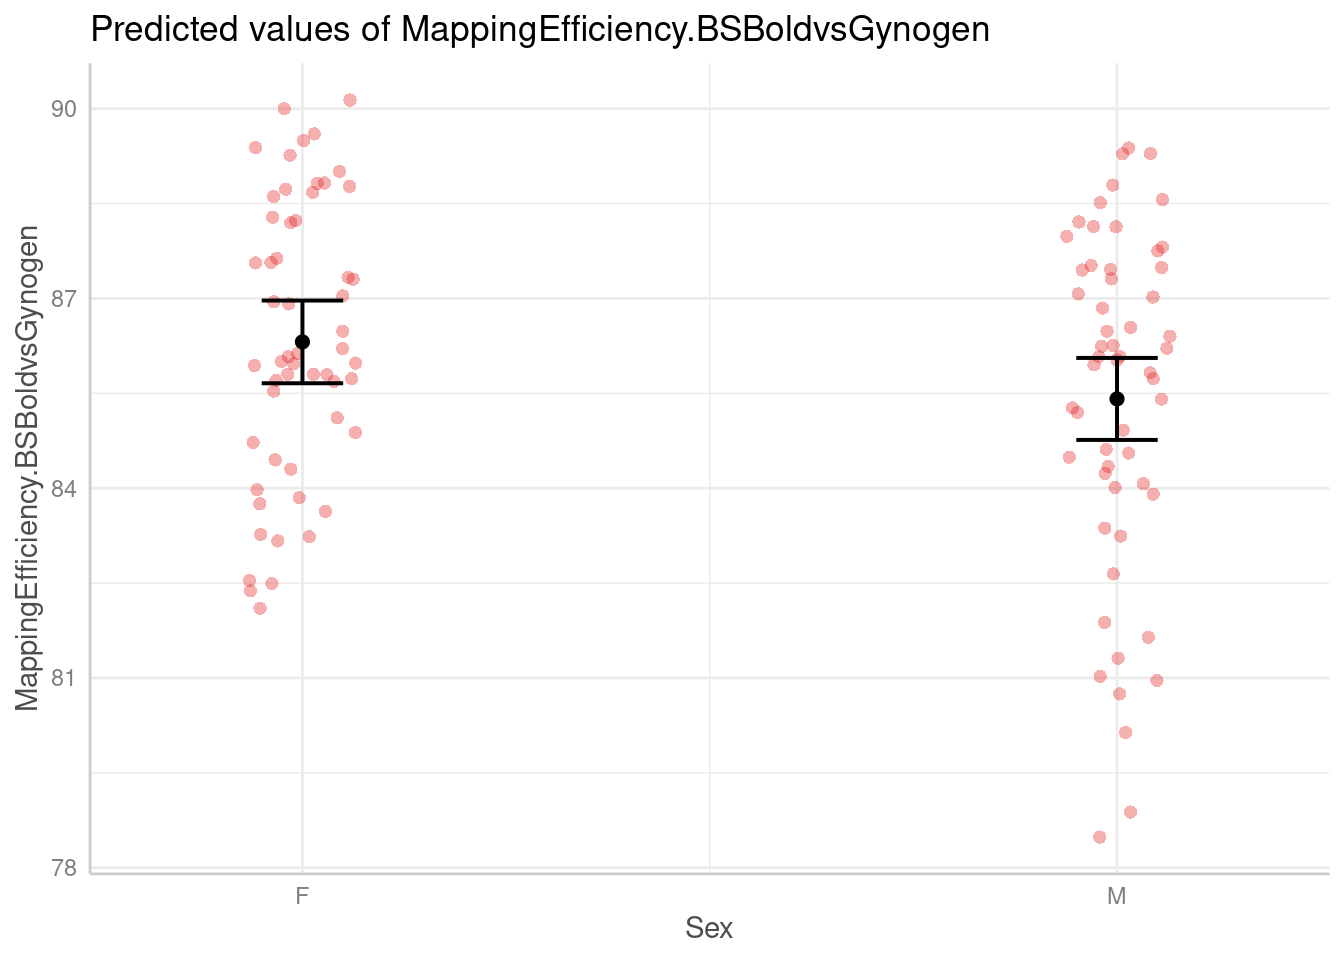 Predicted values of MappingEfficiency.BSBoldvsGynogen
MappingEfficiency.BSBoldvsGynogen
90
87
84
81
78
F
M
Sex